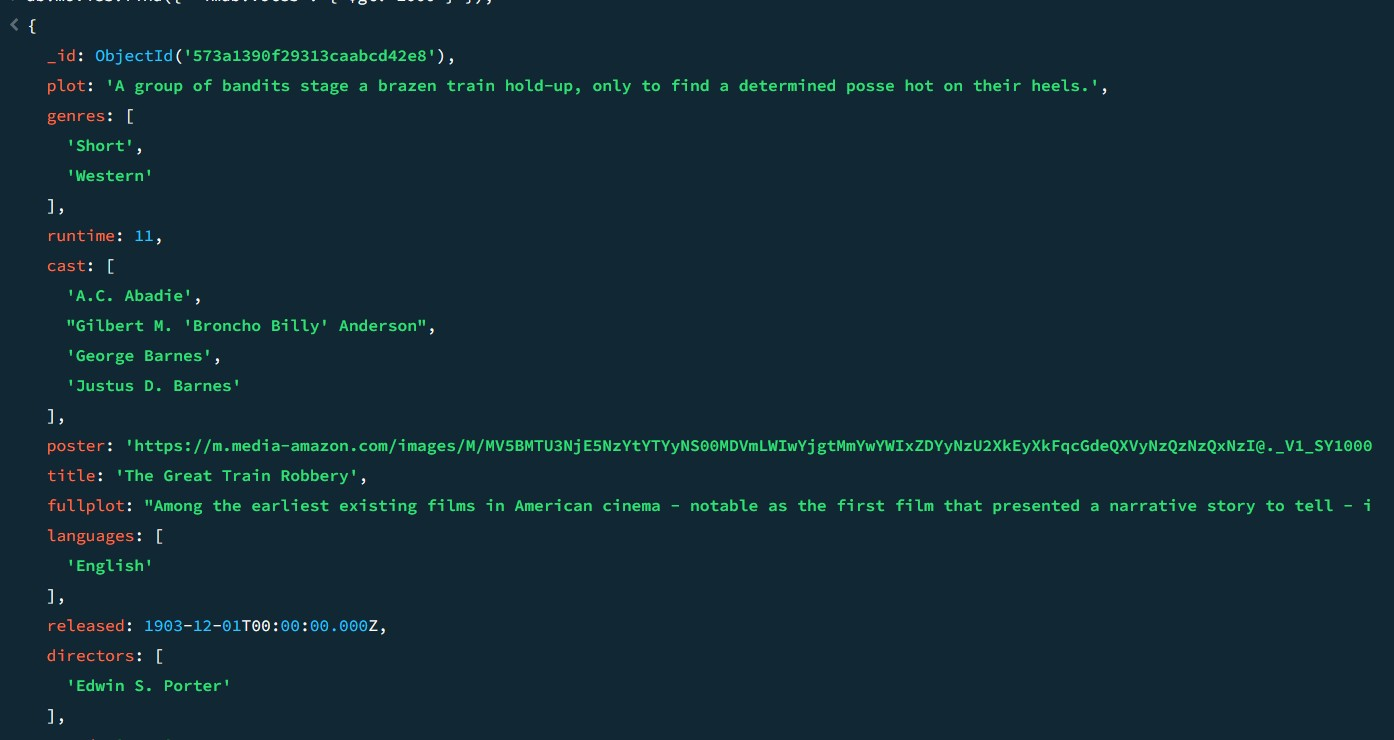 {
_id: ObjectId('573a1390f29313caabcd42e8'),
plot: 'A group of bandits stage a brazen train hold-up, only to find a determined posse hot on their heels.',
genres: [
'Short',
'Western'
],
runtime: 11,
cast: [
'A.C. Abadie',
"Gilbert M. 'Broncho Billy' Anderson",
'George Barnes',
'Justus D. Barnes'
],
poster: 'https://m.media-amazon.com/images/M/MV5BMTU3NjE5NzYtYTYyNS00MDVmLWIwYjgtMmYwYWIxZDYyNzU2XkEyXkFqcGdeQXVyNzQzNzQxNzI@._V1_SY1000
title: 'The Great Train Robbery',
fullplot: "Among the earliest existing films in American cinema - notable as the first film that presented a narrative story to tell - i
languages: [
'English'
],
released: 1903-12-01T00:00:00.000Z,
directors: [
'Edwin S. Porter'
],